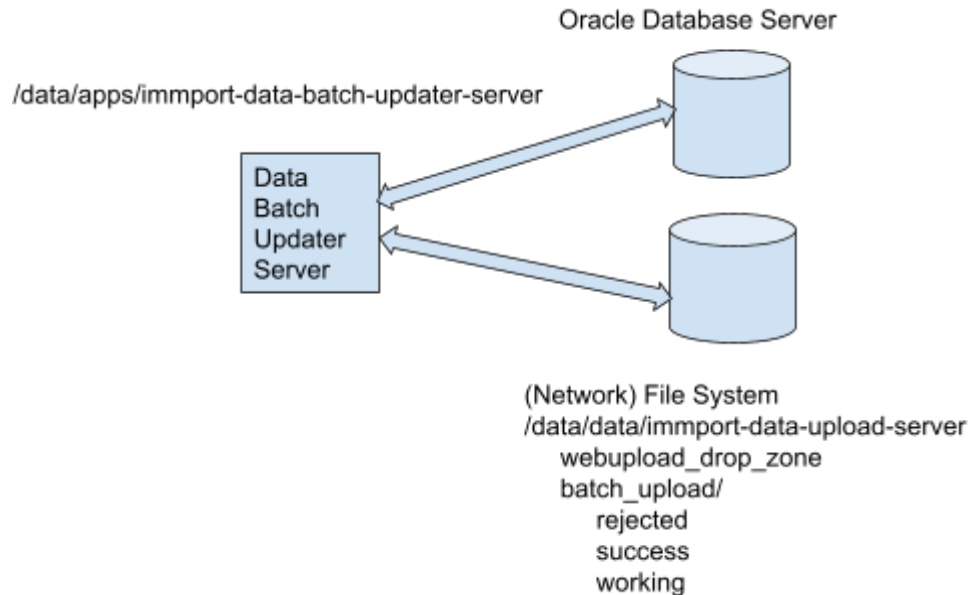 Oracle Database Server
/data/apps/immport-data-batch-updater-server
Data
Batch
Updater
Server
(Network) File System
/data/data/immport-data-upload-server
webupload_drop_zone
batch_upload/
rejected
success
working